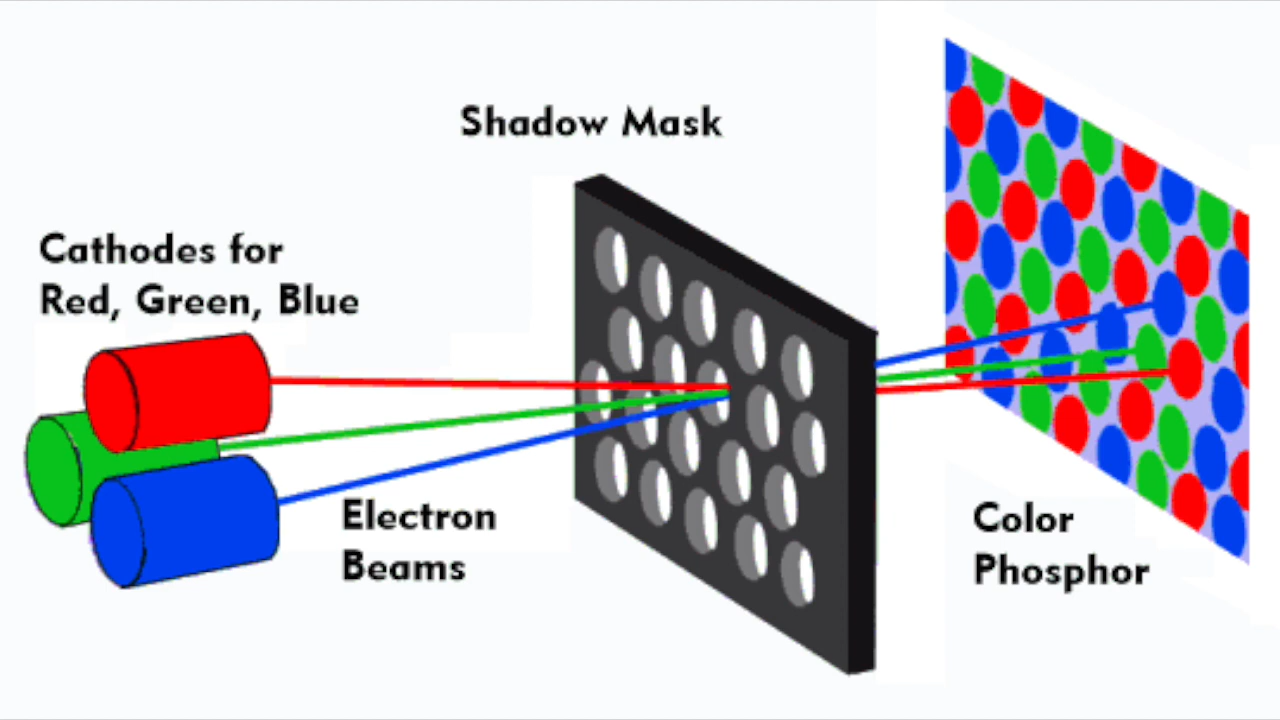 Shadow Mask
Cathodes for
Red, Green, Blue
Electron
Beams
Color
Phosphor